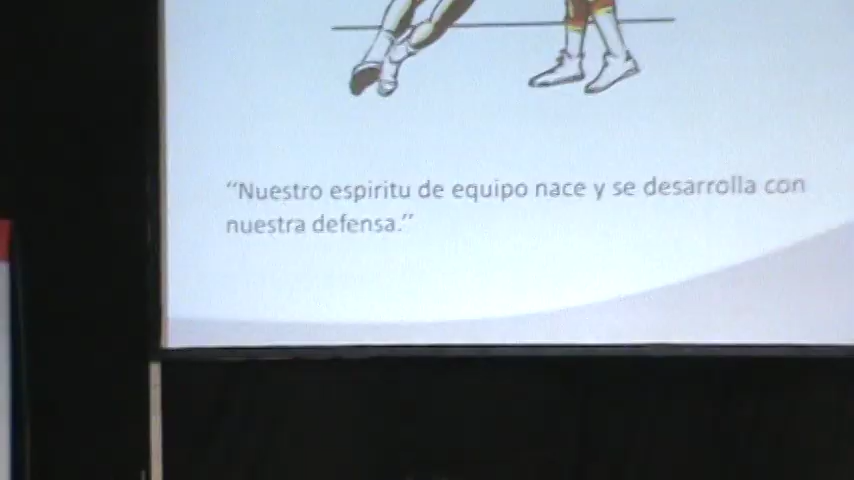 “Nuestro espiritu de equipo nace y se desarrolla con
nuestra defensa.”